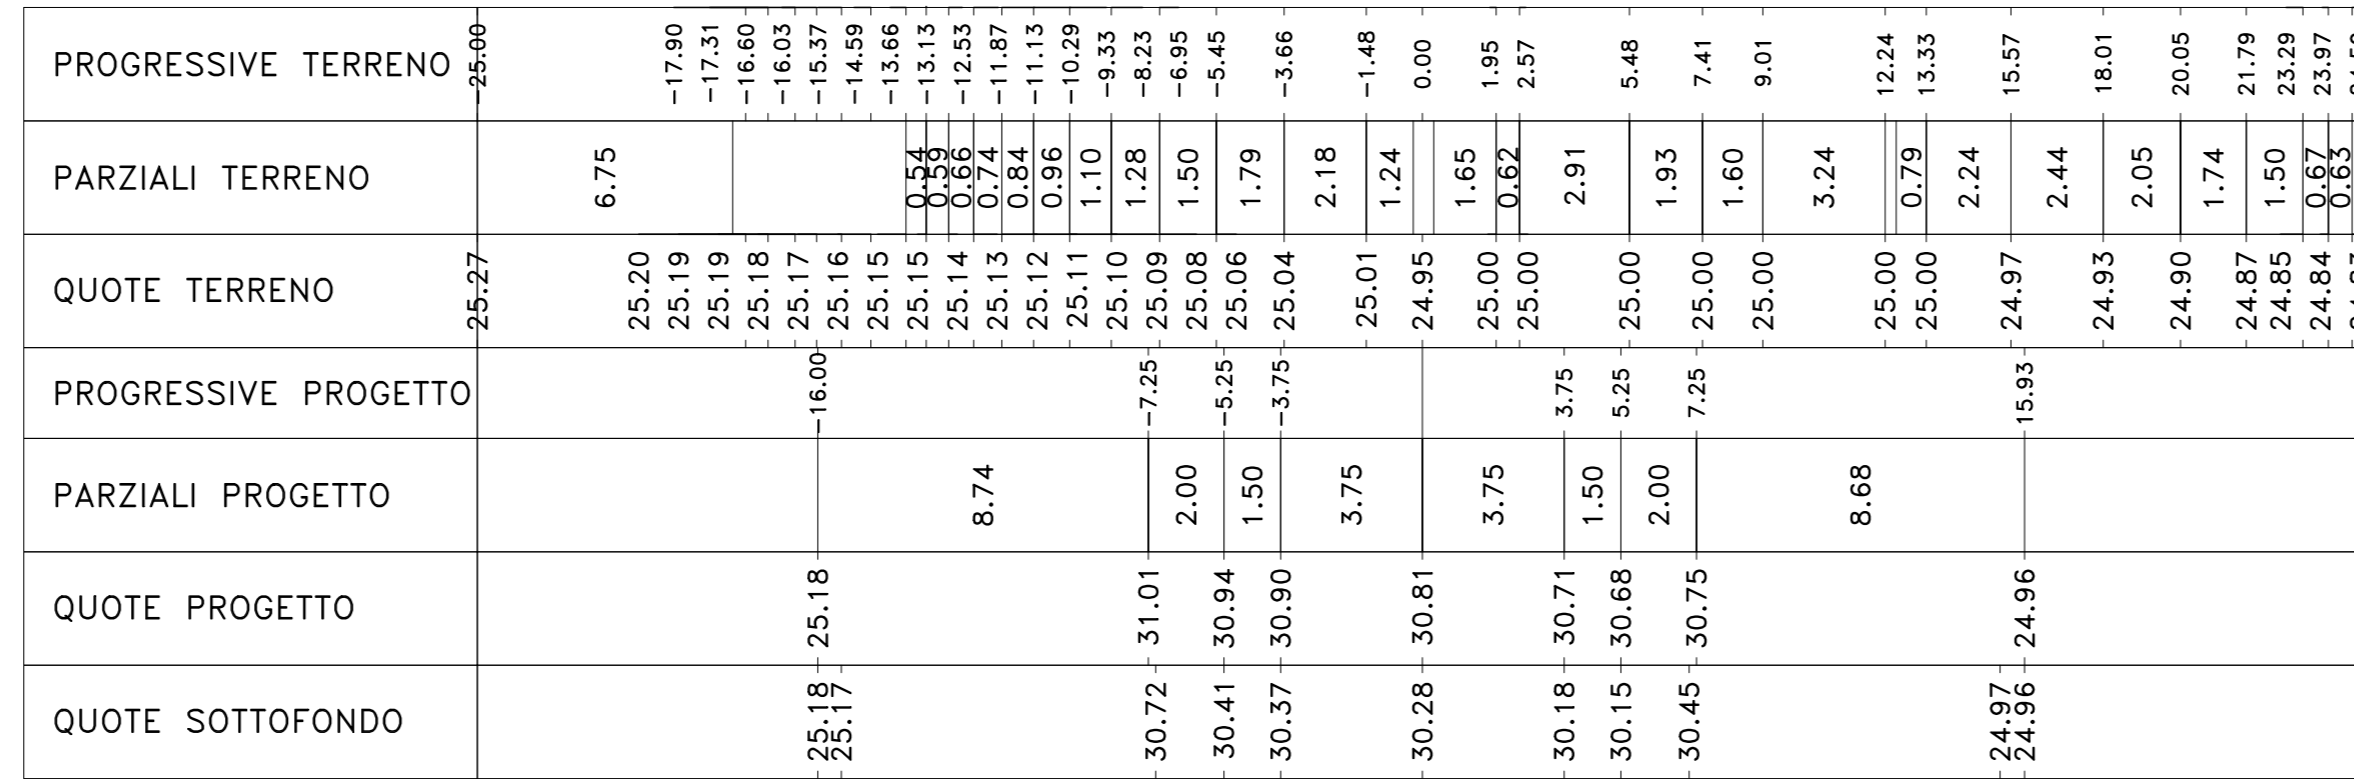 PROGRESSIVE TERRENO -25.00 -17.90 -17.31 -16.60 -16.03 -15.37 -14.59 -13.66 -13.13 -12.53 -11.87 -11.13 -10.29 -9.33 -8.23 -6.95 -5.45 -3.66 -1.48 0.00 1.95 2.57 5.48 7.41 9.01 12.24 13.33 15.57 18.01 20.05 21.79 23.29 23.97
PARZIALI TERRENO 6.75 0.54 0.59 0.66 0.74 0.84 0.96 1.10 1.28 1.50 1.79 2.18 1.24 1.65 0.62 2.91 1.93 1.60 3.24 0.79 2.24 2.44 2.05 1.74 1.50 0.67 0.63
QUOTE TERRENO 25.27 25.20 25.19 25.19 25.18 25.17 25.16 25.15 25.15 25.14 25.13 25.12 25.11 25.10 25.09 25.08 25.06 25.04 25.01 24.95 25.00 25.00 25.00 25.00 25.00 25.00 25.00 24.97 24.93 24.90 24.87 24.85 24.84
PROGRESSIVE PROGETTO -16.00 -7.25 -5.25 -3.75 3.75 5.25 7.25 15.93
PARZIALI PROGETTO 8.74 2.00 1.50 3.75 3.75 1.50 2.00 8.68
QUOTE PROGETTO 25.18 31.01 30.94 30.90 30.81 30.71 30.68 30.75 24.96
QUOTE SOTTOFONDO 25.18 25.17 30.72 30.41 30.37 30.28 30.18 30.15 30.45 24.97 24.96